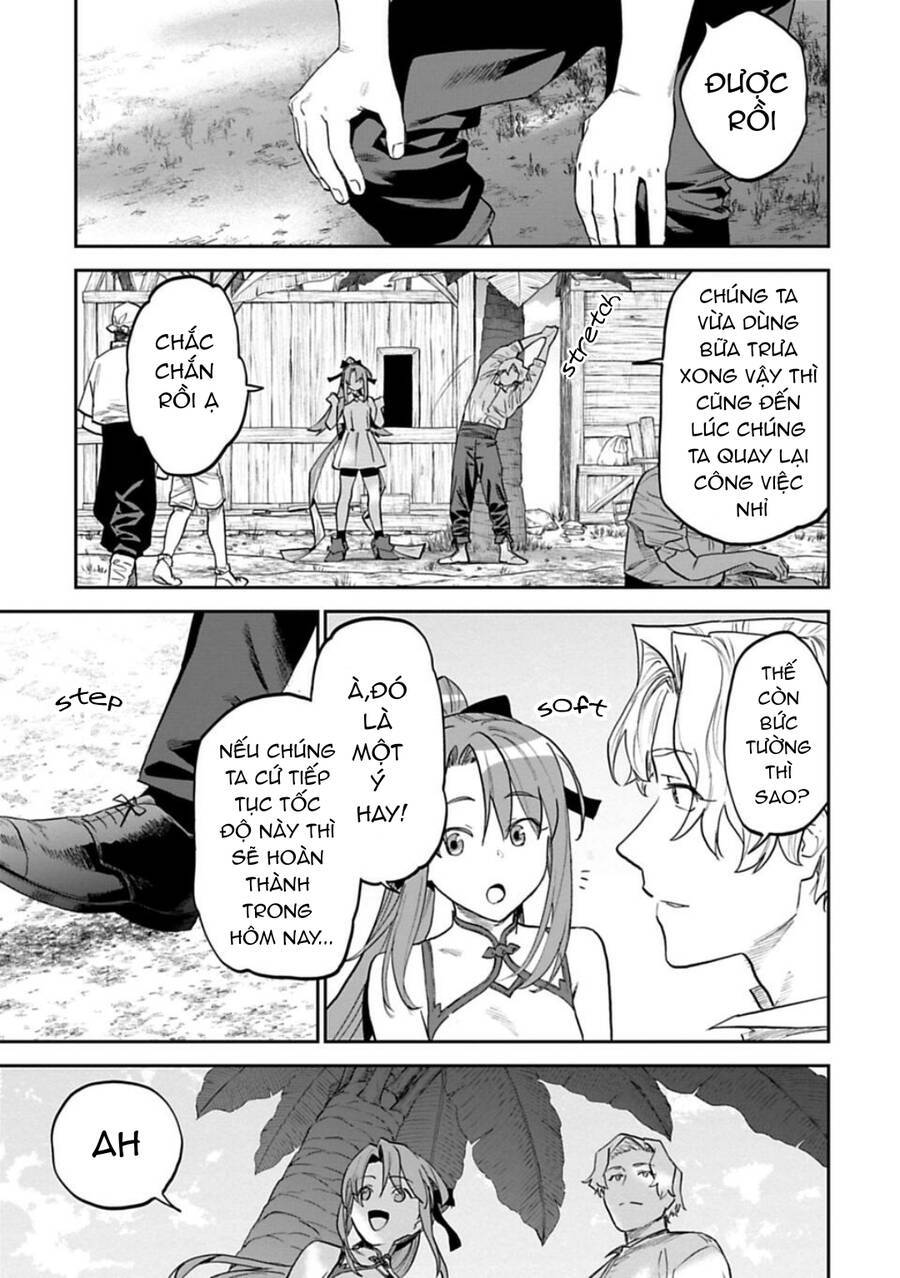 ĐƯỢC
RỒI
CHÚNG TA
VỪA DÙNG
BỮA TRƯA
XONG VẬY THÌ
CŨNG ĐẾN
LÚC CHÚNG
TA QUAY LẠI
CÔNG VIỆC
NHỈ
stretch
CHẮC
CHẮN
RỒI Ạ
THẾ
CÒN
BỨC
TƯỜNG
THÌ
SAO?
soft
À,ĐÓ
LÀ
MỘT
Ý
HAY!
NẾU CHÚNG
TA CỨ TIẾP
TỤC TỐC
ĐỘ NÀY THÌ
SẼ HOÀN
THÀNH
TRONG
HÔM NAY...
step
AH